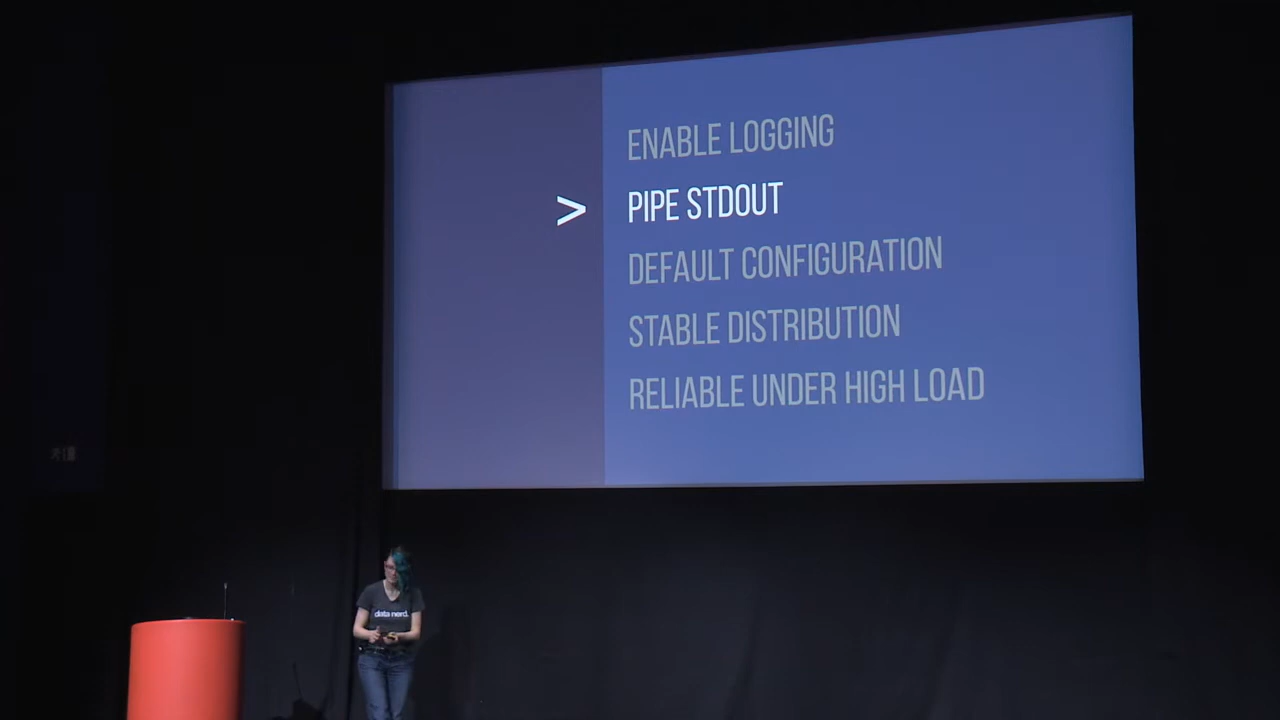 ENABLE LOGGING
> PIPE STDOUT
DEFAULT CONFIGURATION
STABLE DISTRIBUTION
RELIABLE UNDER HIGH LOAD
data nerd.